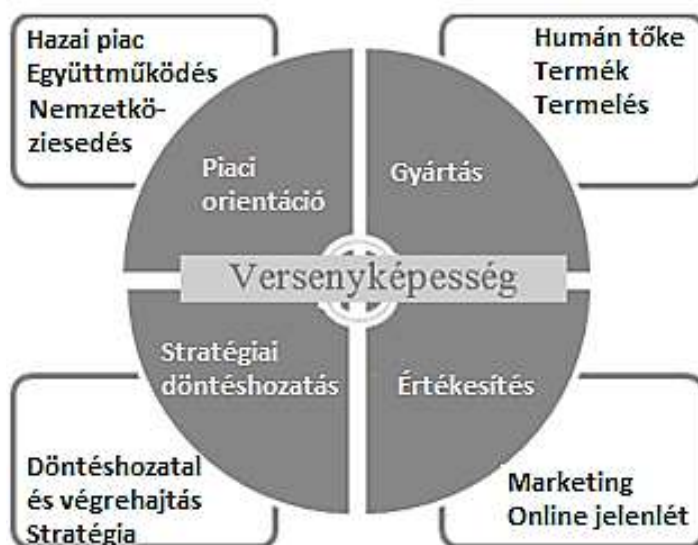 Hazai piac
Együttműködés
Nemzetkö-
ziesedés
Humán tőke
Termék
Termelés
Piaci
orientáció
Gyártás
Versenyképesség
Stratégiai
döntéshozatás
Értékesítés
Döntéshozatal
és végrehajtás
Stratégia
Marketing
Online jelenlét